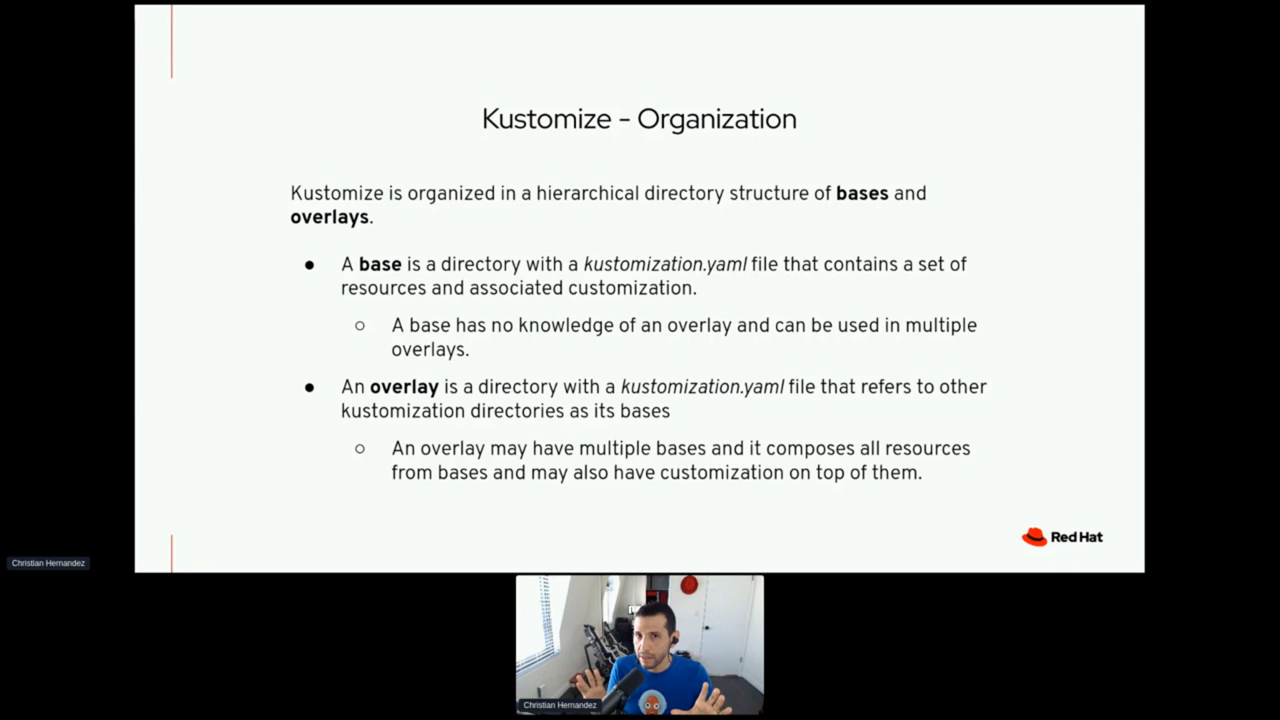 Kustomize - Organization
Kustomize is organized in a hierarchical directory structure of bases and
overlays.
● A base is a directory with a kustomization.yaml file that contains a set of
resources and associated customization.
○ A base has no knowledge of an overlay and can be used in multiple
overlays.
● An overlay is a directory with a kustomization.yaml file that refers to other
kustomization directories as its bases
○ An overlay may have multiple bases and it composes all resources
from bases and may also have customization on top of them.
Red Hat
Christian Hernandez
Christian Hernandez